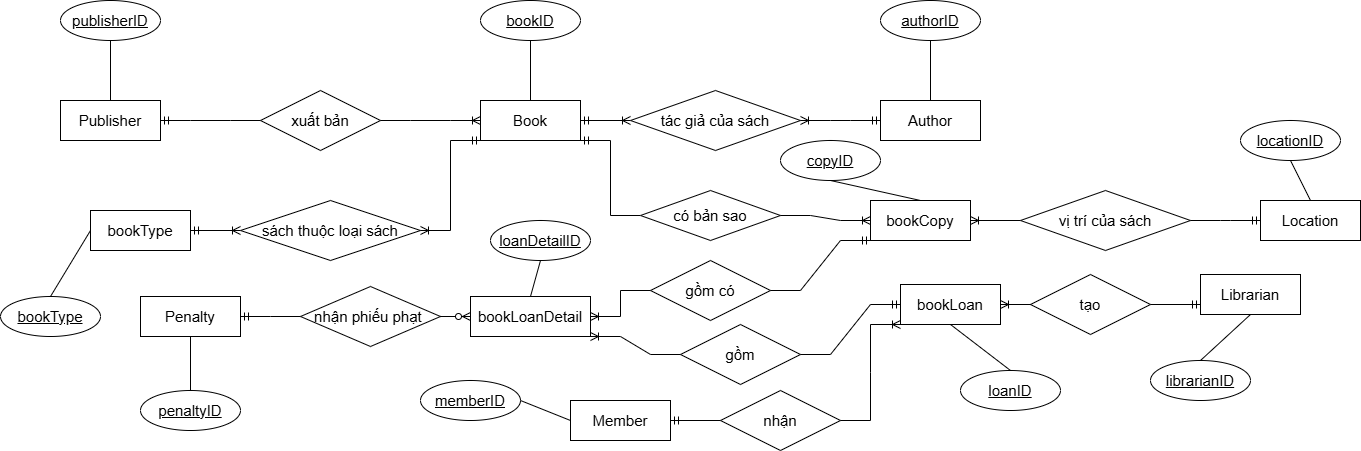 publisherID
bookID
authorID
Publisher
xuất bản
Book
tác giả của sách
Author
copyID
locationID
bookType
sách thuộc loại sách
loanDetailID
có bản sao
bookCopy
vị trí của sách
Location
bookType
Penalty
nhận phiếu phạt
bookLoanDetail
gồm có
bookLoan
tạo
Librarian
gồm
penaltyID
memberID
Member
nhận
loanID
librarianID